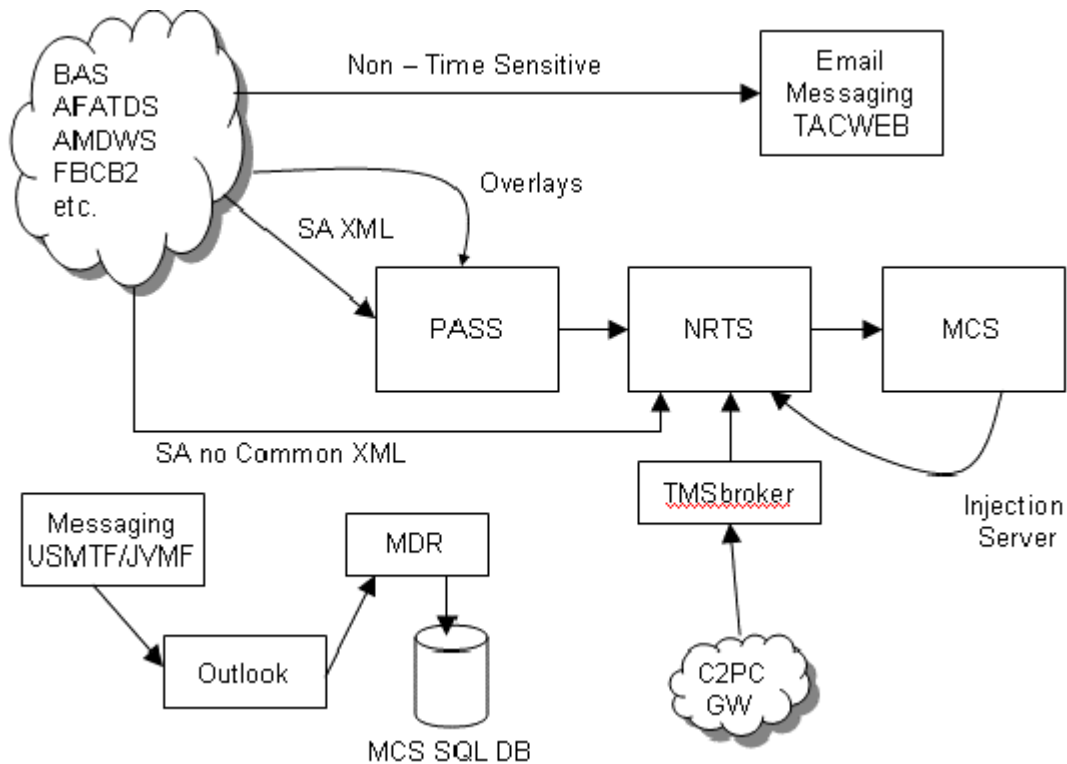 BAS
AFATDS
AMDWS
FBCB2
etc.
Non – Time Sensitive
Email
Messaging
TACWEB
Overlays
SA XML
PASS
NRTS
MCS
SA no Common XML
TMSbroker
Injection
Server
Messaging
USMTF/JVMF
MDR
Outlook
C2PC
GW
MCS SQL DB